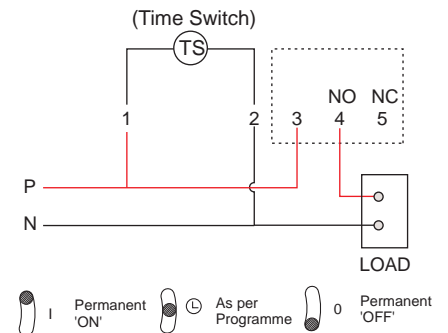 (Time Switch)
TS
NO NC
1 2 3 4 5
P
N
LOAD
I Permanent 'ON' As per Programme 0 Permanent 'OFF'